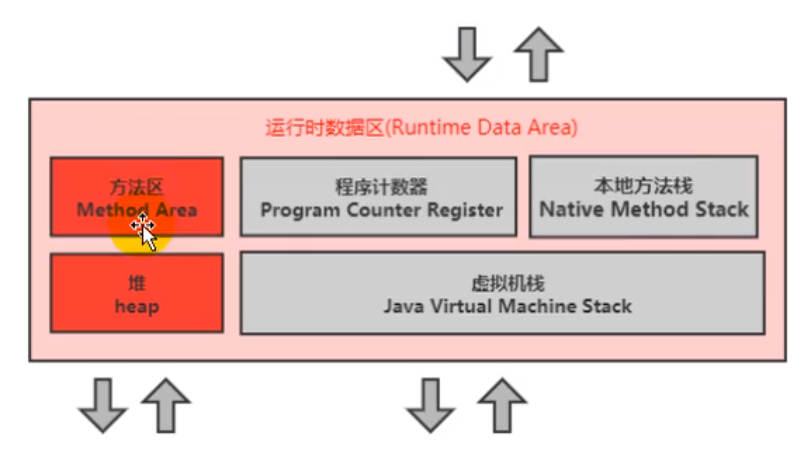 运行时数据区(Runtime Data Area)
方法区
Method Area
程序计数器
Program Counter Register
本地方法栈
Native Method Stack
堆
heap
虚拟机栈
Java Virtual Machine Stack